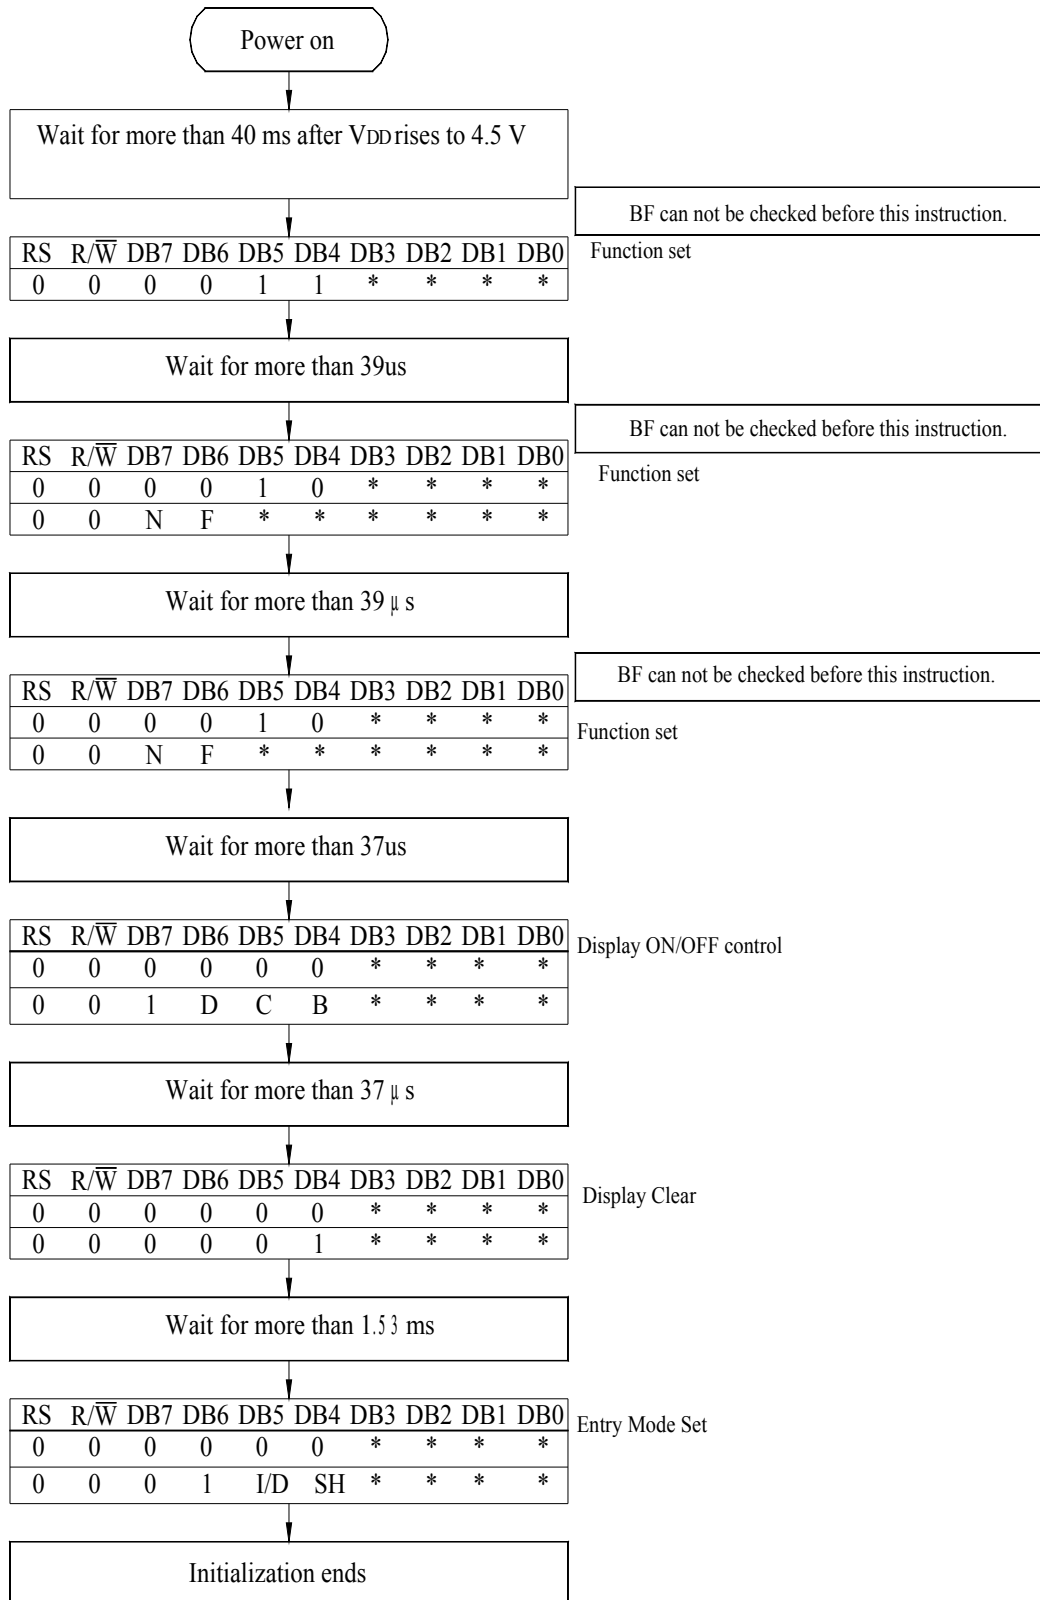 Power on
Wait for more than 40 ms after VDD rises to 4.5 V
BF can not be checked before this instruction.
RS R/W̅ DB7 DB6 DB5 DB4 DB3 DB2 DB1 DB0
Function set
0 0 0 0 1 1 * * * *
Wait for more than 39us
BF can not be checked before this instruction.
RS R/W̅ DB7 DB6 DB5 DB4 DB3 DB2 DB1 DB0
Function set
0 0 0 0 1 0 * * * *
0 0 N F * * * * * *
Wait for more than 39 μ s
BF can not be checked before this instruction.
RS R/W̅ DB7 DB6 DB5 DB4 DB3 DB2 DB1 DB0
0 0 0 0 1 0 * * * *
Function set
0 0 N F * * * * * *
Wait for more than 37us
RS R/W̅ DB7 DB6 DB5 DB4 DB3 DB2 DB1 DB0
Display ON/OFF control
0 0 0 0 0 0 * * * *
0 0 1 D C B * * * *
Wait for more than 37 μ s
RS R/W̅ DB7 DB6 DB5 DB4 DB3 DB2 DB1 DB0
Display Clear
0 0 0 0 0 0 * * * *
0 0 0 0 0 1 * * * *
Wait for more than 1.53 ms
RS R/W̅ DB7 DB6 DB5 DB4 DB3 DB2 DB1 DB0
Entry Mode Set
0 0 0 0 0 0 * * * *
0 0 0 1 I/D SH * * * *
Initialization ends